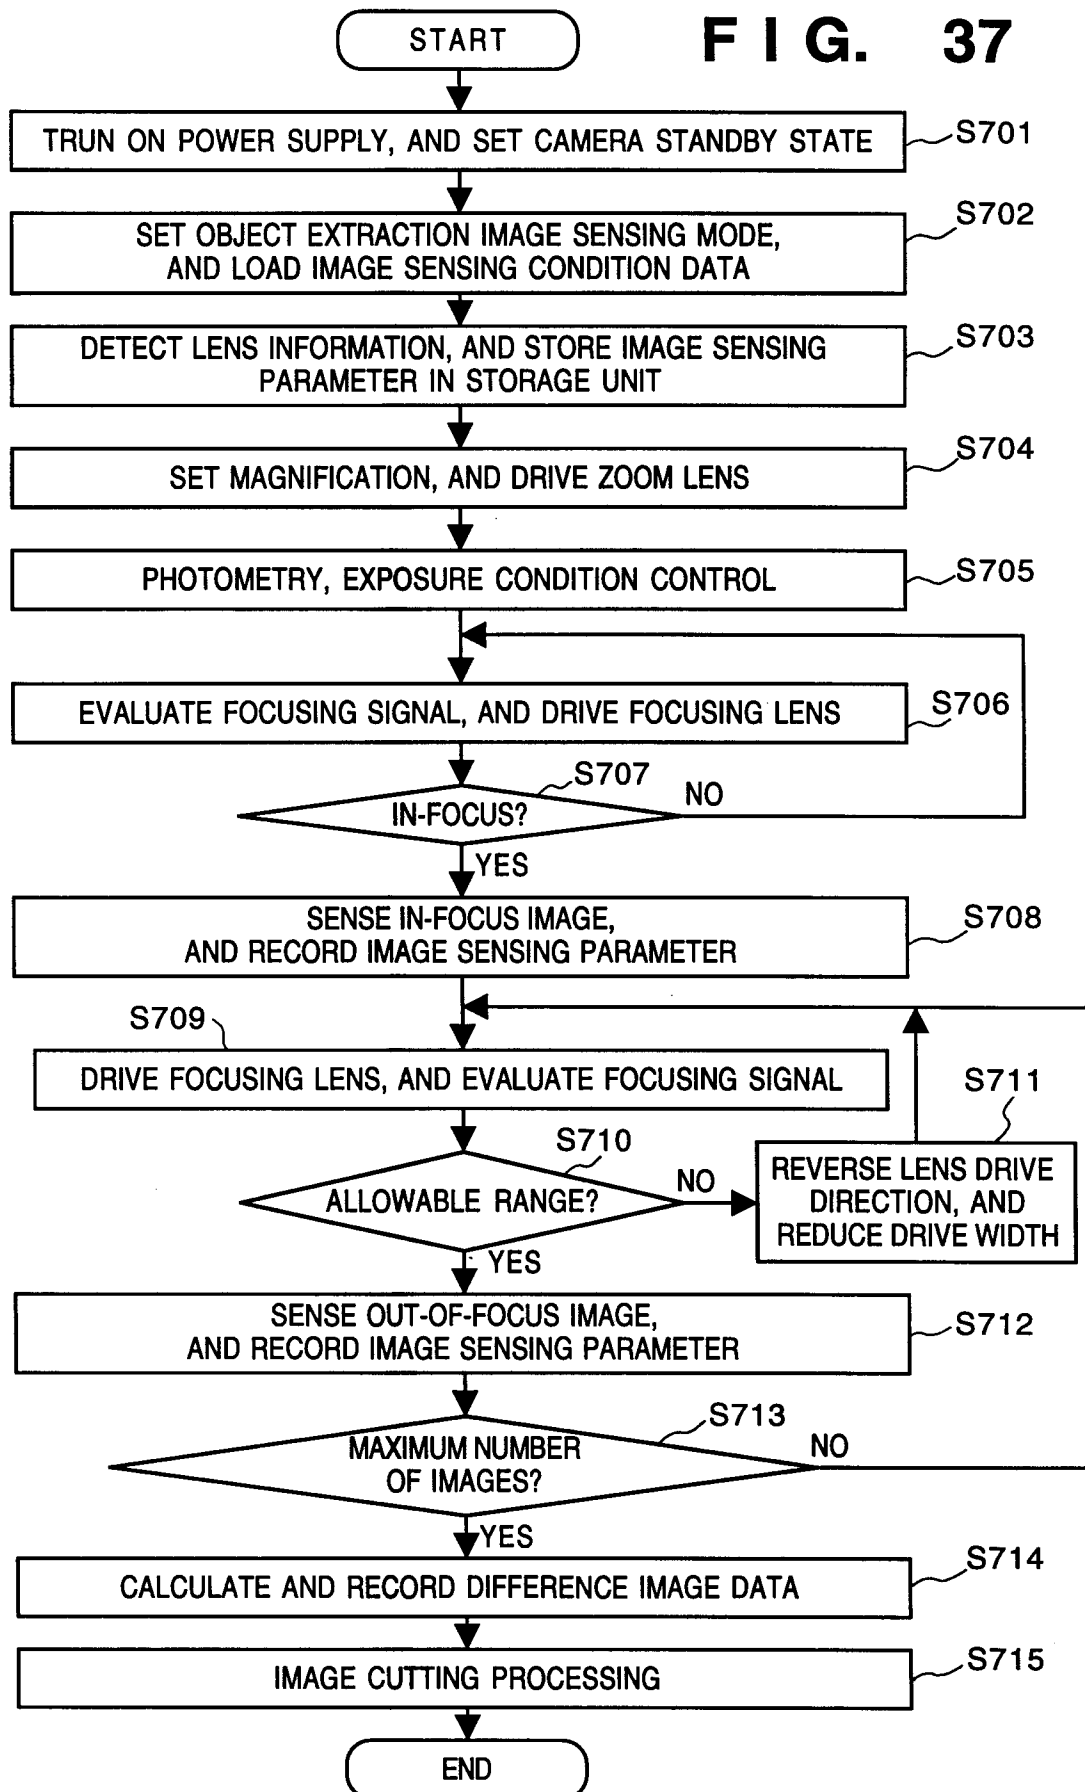 START
FIG. 37
TRUN ON POWER SUPPLY, AND SET CAMERA STANDBY STATE
S701
SET OBJECT EXTRACTION IMAGE SENSING MODE,
AND LOAD IMAGE SENSING CONDITION DATA
S702
DETECT LENS INFORMATION, AND STORE IMAGE SENSING
PARAMETER IN STORAGE UNIT
S703
SET MAGNIFICATION, AND DRIVE ZOOM LENS
S704
PHOTOMETRY, EXPOSURE CONDITION CONTROL
S705
EVALUATE FOCUSING SIGNAL, AND DRIVE FOCUSING LENS
S706
S707
IN-FOCUS?
NO
YES
SENSE IN-FOCUS IMAGE,
AND RECORD IMAGE SENSING PARAMETER
S708
S709
DRIVE FOCUSING LENS, AND EVALUATE FOCUSING SIGNAL
S710
ALLOWABLE RANGE?
NO
S711
REVERSE LENS DRIVE
DIRECTION, AND
REDUCE DRIVE WIDTH
YES
SENSE OUT-OF-FOCUS IMAGE,
AND RECORD IMAGE SENSING PARAMETER
S712
S713
MAXIMUM NUMBER
OF IMAGES?
NO
YES
CALCULATE AND RECORD DIFFERENCE IMAGE DATA
S714
IMAGE CUTTING PROCESSING
S715
END